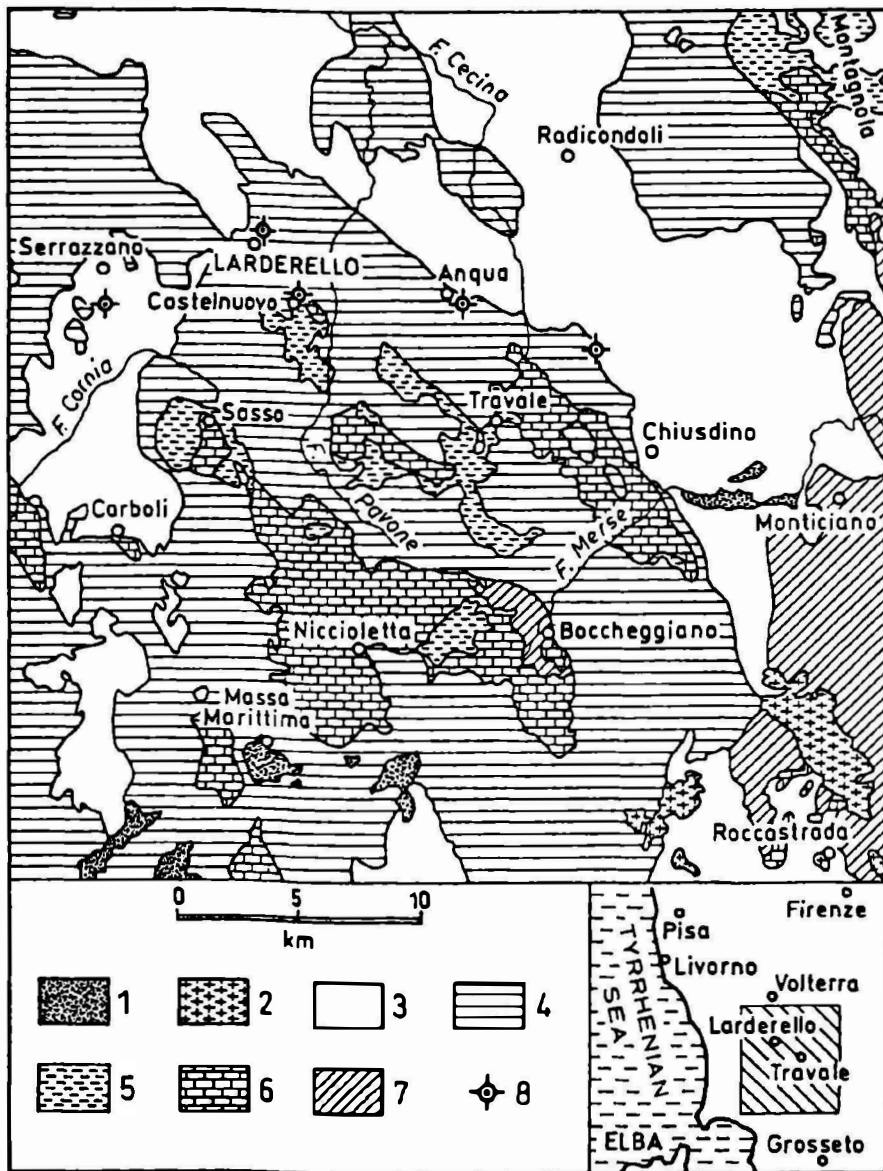 F. Cecina
Montagnola
Radicondoli
Serrazzano
LARDERELLO
Anqua
Castelnuovo
F. Cornia
Sasso
Travale
Chiusdino
F. Pavone
Carboli
F. Merse
Monticiano
Niccioletta
Boccheggiano
Massa
Marittima
Roccastrada
0 5 10
km
1 2 3 4
5 6 7 8
Firenze
Pisa
TYRRHENIAN
SEA
Livorno
Volterra
Larderello
Travale
ELBA
Grosseto